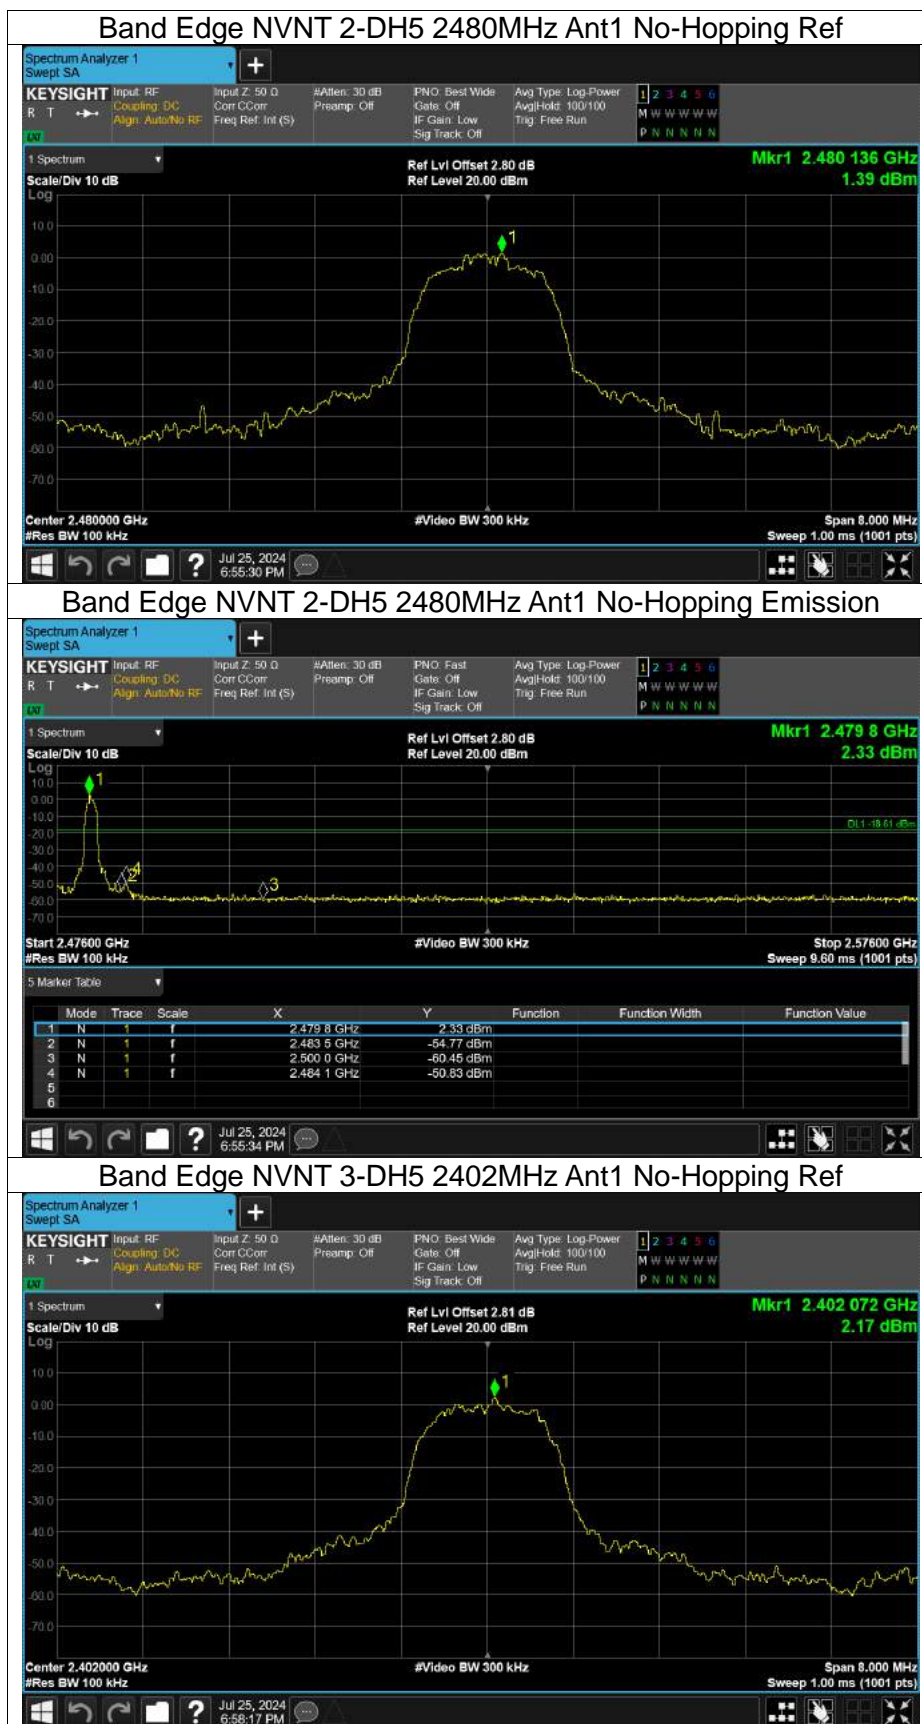 Band Edge NVNT 2-DH5 2480MHz Ant1 No-Hopping Ref
Spectrum Analyzer 1
Swept SA
+
KEYSIGHT Input: RF Input Z: 50 Ω #Atten: 30 dB PNO: Best Wide Avg Type: Log-Power 1 2 3 4 5 6
R T Coupling: DC Corr CCorr Preamp: Off Gate: Off Avg|Hold: 100/100 M W W W W W
Align: Auto/No RF Freq Ref: Int (S) IF Gain: Low Trig: Free Run
LXI Sig Track: Off P N N N N N
1 Spectrum Ref Lvl Offset 2.80 dB Mkr1 2.480 136 GHz
Scale/Div 10 dB Ref Level 20.00 dBm 1.39 dBm
Log
10.0
1
0.00
-10.0
-20.0
-30.0
-40.0
-50.0
-60.0
-70.0
Center 2.480000 GHz #Video BW 300 kHz Span 8.000 MHz
#Res BW 100 kHz Sweep 1.00 ms (1001 pts)
? Jul 25, 2024
6:55:30 PM
Band Edge NVNT 2-DH5 2480MHz Ant1 No-Hopping Emission
Spectrum Analyzer 1
Swept SA
+
KEYSIGHT Input: RF Input Z: 50 Ω #Atten: 30 dB PNO: Fast Avg Type: Log-Power 1 2 3 4 5 6
R T Coupling: DC Corr CCorr Preamp: Off Gate: Off Avg|Hold: 100/100 M W W W W W
Align: Auto/No RF Freq Ref: Int (S) IF Gain: Low Trig: Free Run
LXI Sig Track: Off P N N N N N
1 Spectrum Ref Lvl Offset 2.80 dB Mkr1 2.479 8 GHz
Scale/Div 10 dB Ref Level 20.00 dBm 2.33 dBm
Log
10.0 1
0.00
-10.0
-20.0 DL1 -18.61 dBm
-30.0
-40.0 2 4
-50.0 3
-60.0
-70.0
Start 2.47600 GHz #Video BW 300 kHz Stop 2.57600 GHz
#Res BW 100 kHz Sweep 9.60 ms (1001 pts)
5 Marker Table
Mode Trace Scale X Y Function Function Width Function Value
1 N 1 f 2.479 8 GHz 2.33 dBm
2 N 1 f 2.483 5 GHz -54.77 dBm
3 N 1 f 2.500 0 GHz -60.45 dBm
4 N 1 f 2.484 1 GHz -50.83 dBm
5
6
? Jul 25, 2024
6:55:34 PM
Band Edge NVNT 3-DH5 2402MHz Ant1 No-Hopping Ref
Spectrum Analyzer 1
Swept SA
+
KEYSIGHT Input: RF Input Z: 50 Ω #Atten: 30 dB PNO: Best Wide Avg Type: Log-Power 1 2 3 4 5 6
R T Coupling: DC Corr CCorr Preamp: Off Gate: Off Avg|Hold: 100/100 M W W W W W
Align: Auto/No RF Freq Ref: Int (S) IF Gain: Low Trig: Free Run
LXI Sig Track: Off P N N N N N
1 Spectrum Ref Lvl Offset 2.81 dB Mkr1 2.402 072 GHz
Scale/Div 10 dB Ref Level 20.00 dBm 2.17 dBm
Log
10.0
1
0.00
-10.0
-20.0
-30.0
-40.0
-50.0
-60.0
-70.0
Center 2.402000 GHz #Video BW 300 kHz Span 8.000 MHz
#Res BW 100 kHz Sweep 1.00 ms (1001 pts)
? Jul 25, 2024
6:58:17 PM